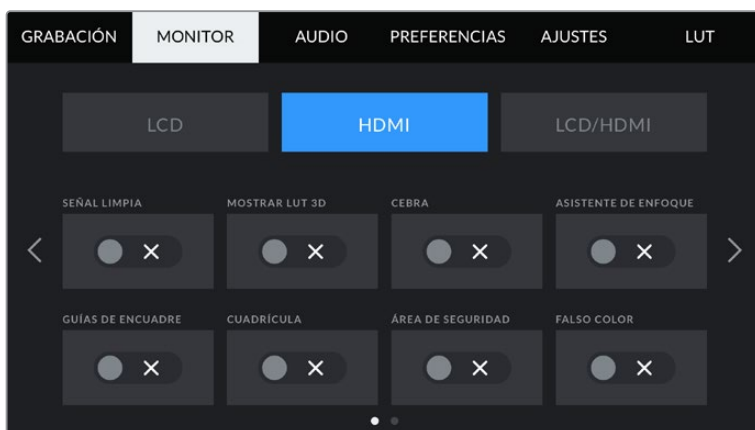 GRABACIÓN MONITOR AUDIO PREFERENCIAS AJUSTES LUT
LCD HDMI LCD/HDMI
SEÑAL LIMPIA MOSTRAR LUT 3D CEBRA ASISTENTE DE ENFOQUE
GUÍAS DE ENCUADRE CUADRÍCULA ÁREA DE SEGURIDAD FALSO COLOR